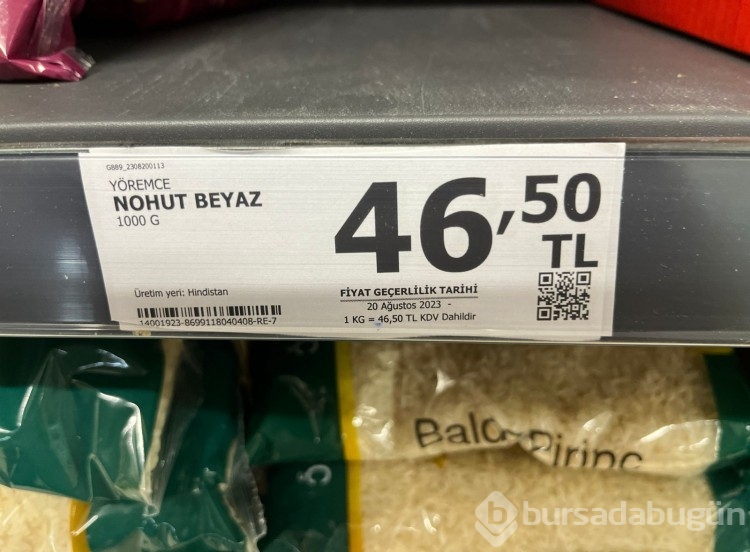 G889_2308200113
YÖREMCE
NOHUT BEYAZ
1000 G
46,50
TL
Üretim yeri: Hindistan
FİYAT GEÇERLİLİK TARİHİ
20 Ağustos 2023 -
1 KG = 46,50 TL KDV Dahildir
14001923-8699118040408-RE-7
Baldo Pirinç
bursadabugün